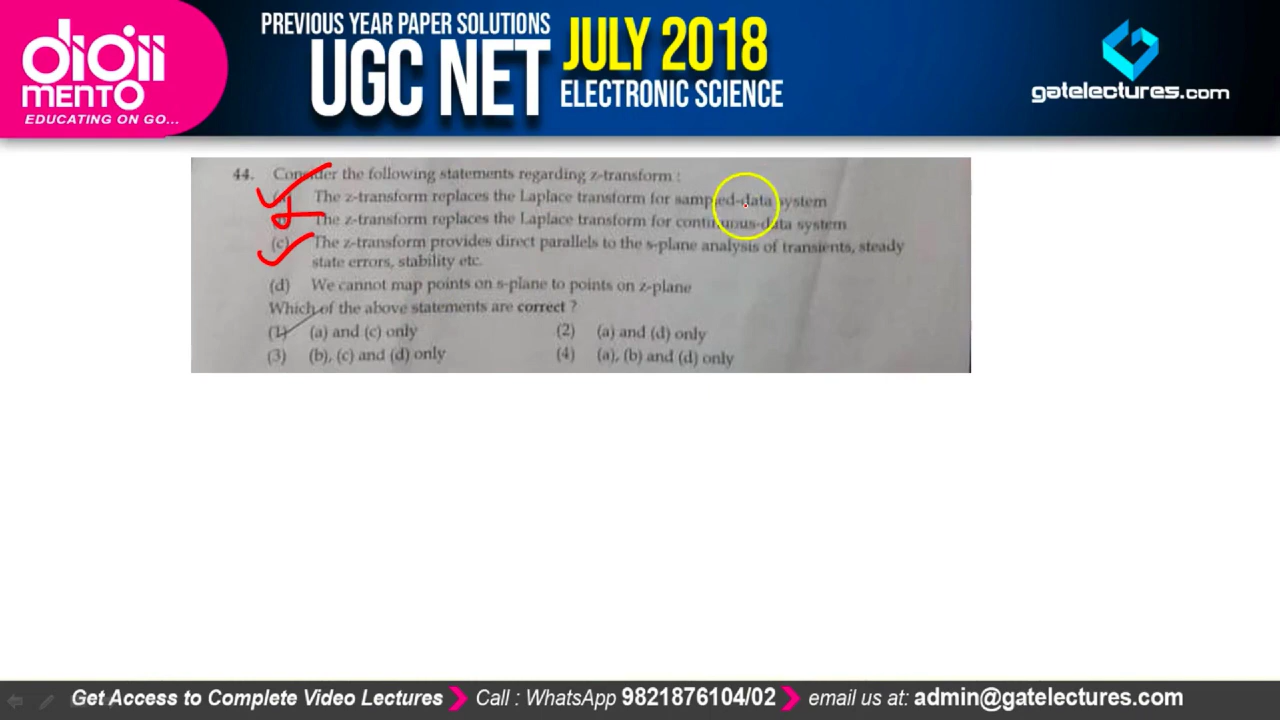 PREVIOUS YEAR PAPER SOLUTIONS
UGC NET
JULY 2018
ELECTRONIC SCIENCE
digiimento
EDUCATING ON GO...
gatelectures.com
44. Consider the following statements regarding z-transform :
The z-transform replaces the Laplace transform for sampled-data system
The z-transform replaces the Laplace transform for continuous-data system
(c) The z-transform provides direct parallels to the s-plane analysis of transients, steady
state errors, stability etc.
(d) We cannot map points on s-plane to points on z-plane
Which of the above statements are correct ?
(1) (a) and (c) only (2) (a) and (d) only
(3) (b), (c) and (d) only (4) (a), (b) and (d) only
Get Access to Complete Video Lectures Call : WhatsApp 9821876104/02 email us at: admin@gatelectures.com